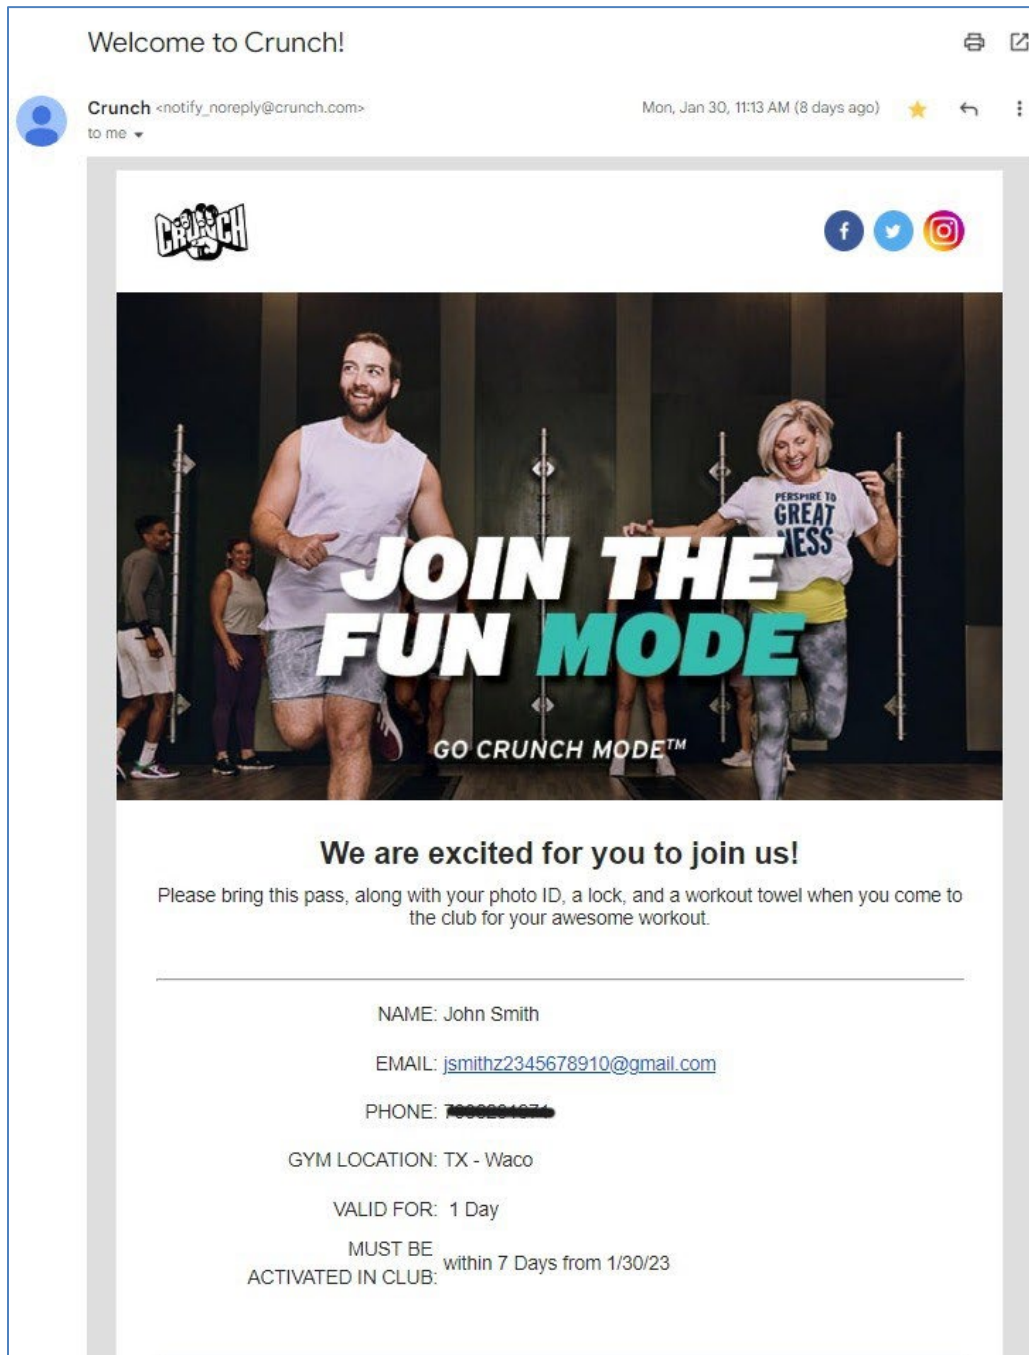 Welcome to Crunch!
Crunch <notify_noreply@crunch.com>
Mon, Jan 30, 11:13 AM (8 days ago)
to me
CRUNCH
f
PERSPIRE TO
GREAT
NESS
JOIN THE
FUN MODE
GO CRUNCH MODE™
We are excited for you to join us!
Please bring this pass, along with your photo ID, a lock, and a workout towel when you come to
the club for your awesome workout.
NAME: John Smith
EMAIL: jsmithz2345678910@gmail.com
PHONE:
GYM LOCATION: TX - Waco
VALID FOR: 1 Day
MUST BE
ACTIVATED IN CLUB: within 7 Days from 1/30/23